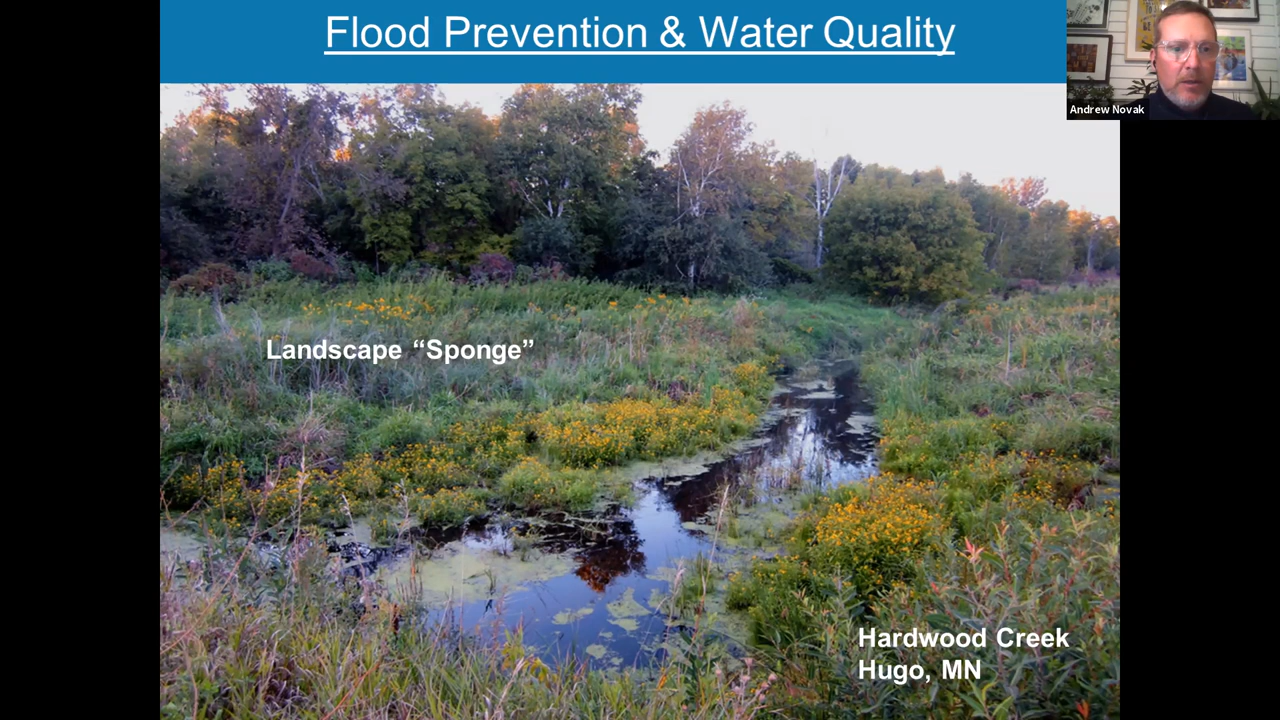 Flood Prevention & Water Quality
Andrew Novak
Landscape “Sponge”
Hardwood Creek
Hugo, MN